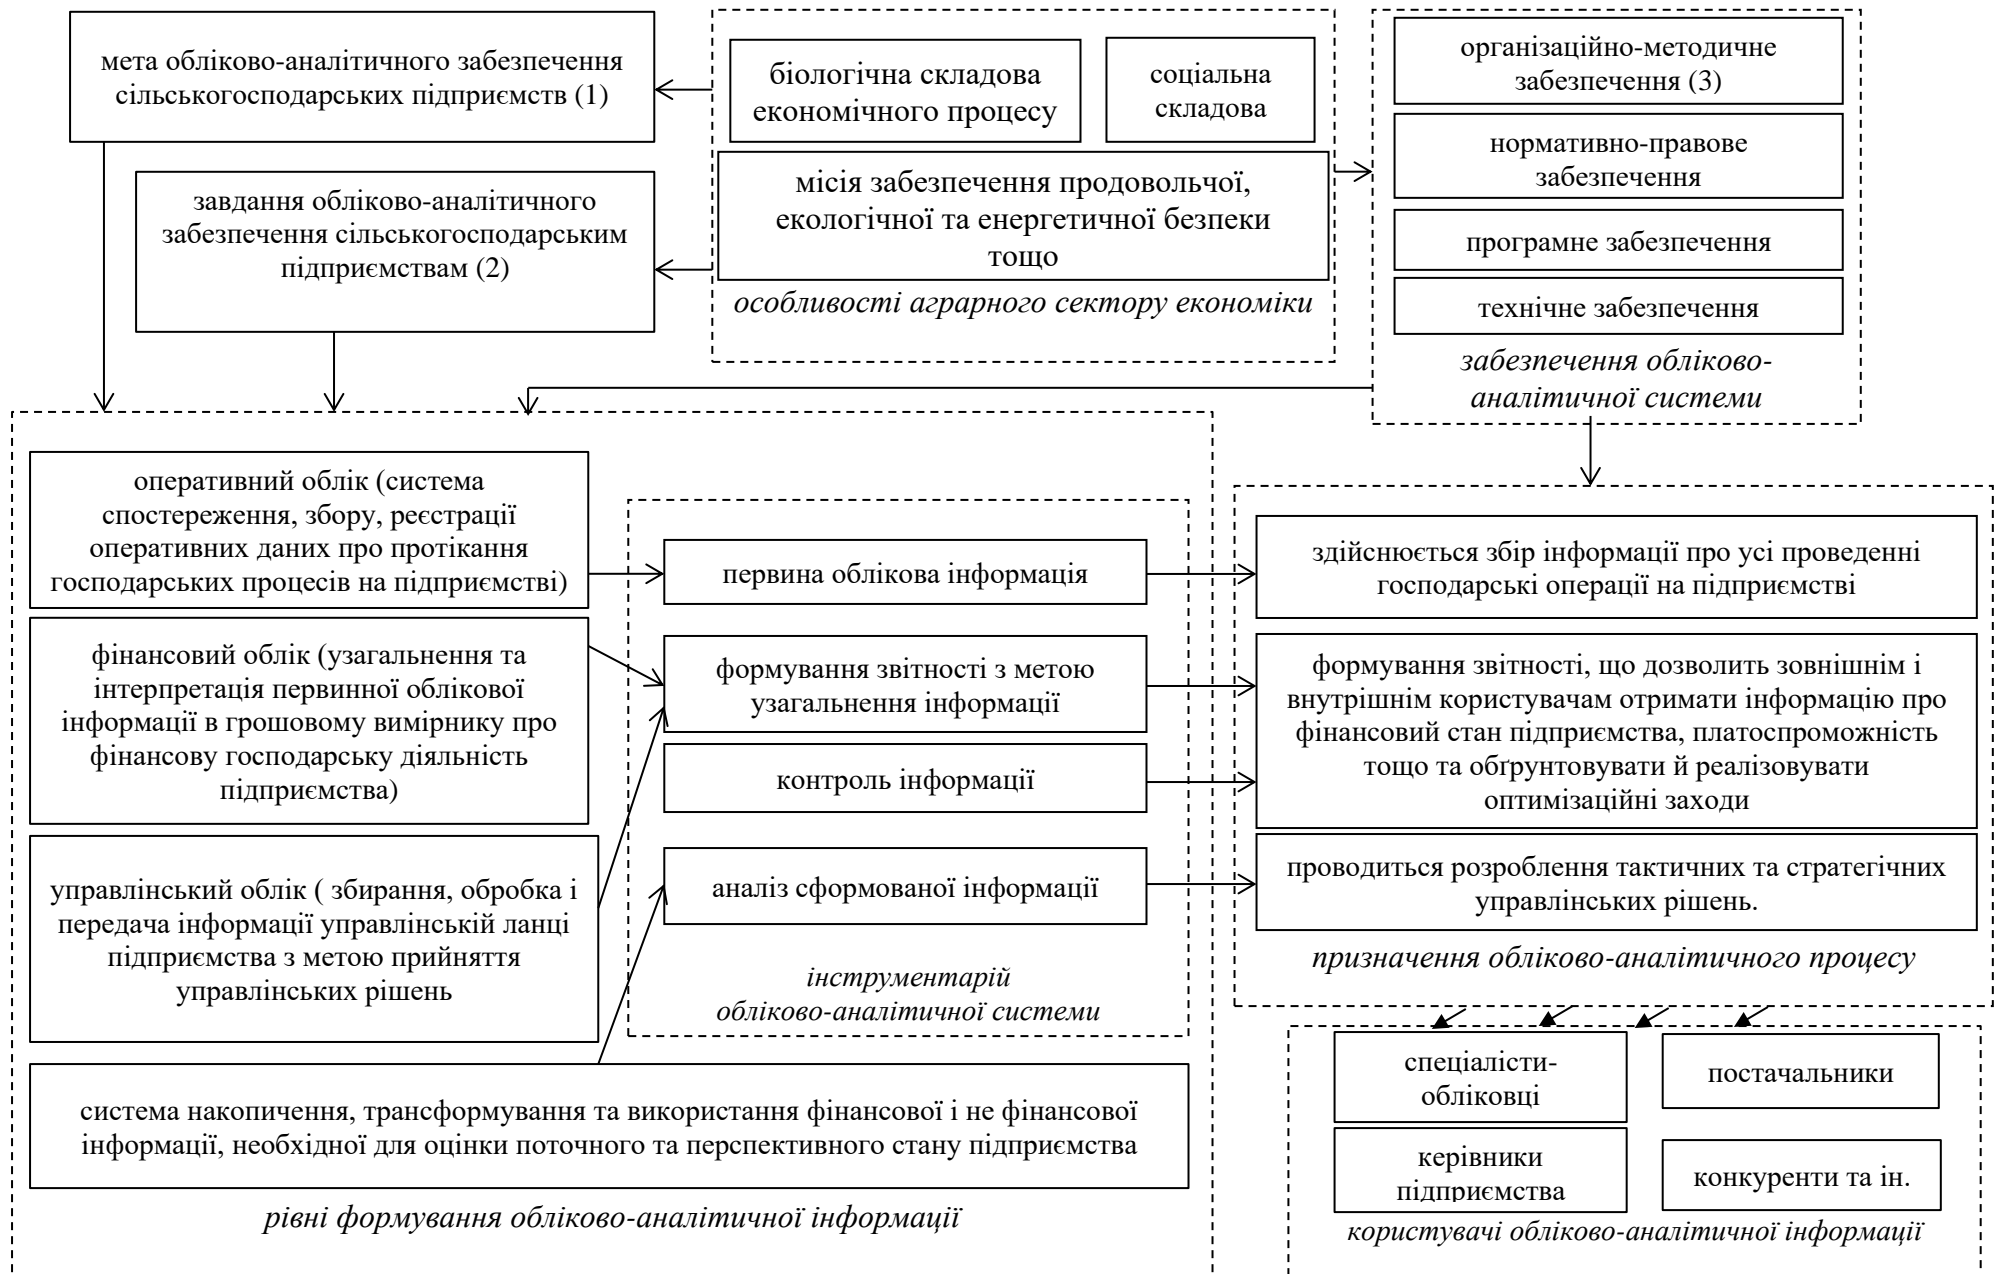 мета обліково-аналітичного забезпечення
сільськогосподарських підприємств (1)
біологічна складова
економічного процесу
соціальна
складова
організаційно-методичне
забезпечення (3)
нормативно-правове
забезпечення
програмне забезпечення
технічне забезпечення
забезпечення обліково-
аналітичної системи
завдання обліково-аналітичного
забезпечення сільськогосподарським
підприємствам (2)
місія забезпечення продовольчої,
екологічної та енергетичної безпеки
тощо
особливості аграрного сектору економіки
оперативний облік (система
спостереження, збору, реєстрації
оперативних даних про протікання
господарських процесів на підприємстві)
фінансовий облік (узагальнення та
інтерпретація первинної облікової
інформації в грошовому вимірнику про
фінансову господарську діяльність
підприємства)
управлінський облік ( збирання, обробка і
передача інформації управлінській ланці
підприємства з метою прийняття
управлінських рішень
первина облікова інформація
формування звітності з метою
узагальнення інформації
контроль інформації
аналіз сформованої інформації
інструментарій
обліково-аналітичної системи
здійснюється збір інформації про усі проведенні
господарські операції на підприємстві
формування звітності, що дозволить зовнішнім і
внутрішнім користувачам отримати інформацію про
фінансовий стан підприємства, платоспроможність
тощо та обґрунтовувати й реалізовувати
оптимізаційні заходи
проводиться розроблення тактичних та стратегічних
управлінських рішень.
призначення обліково-аналітичного процесу
система накопичення, трансформування та використання фінансової і не фінансової
інформації, необхідної для оцінки поточного та перспективного стану підприємства
рівні формування обліково-аналітичної інформації
спеціалісти-
обліковці
постачальники
керівники
підприємства
конкуренти та ін.
користувачі обліково-аналітичної інформації